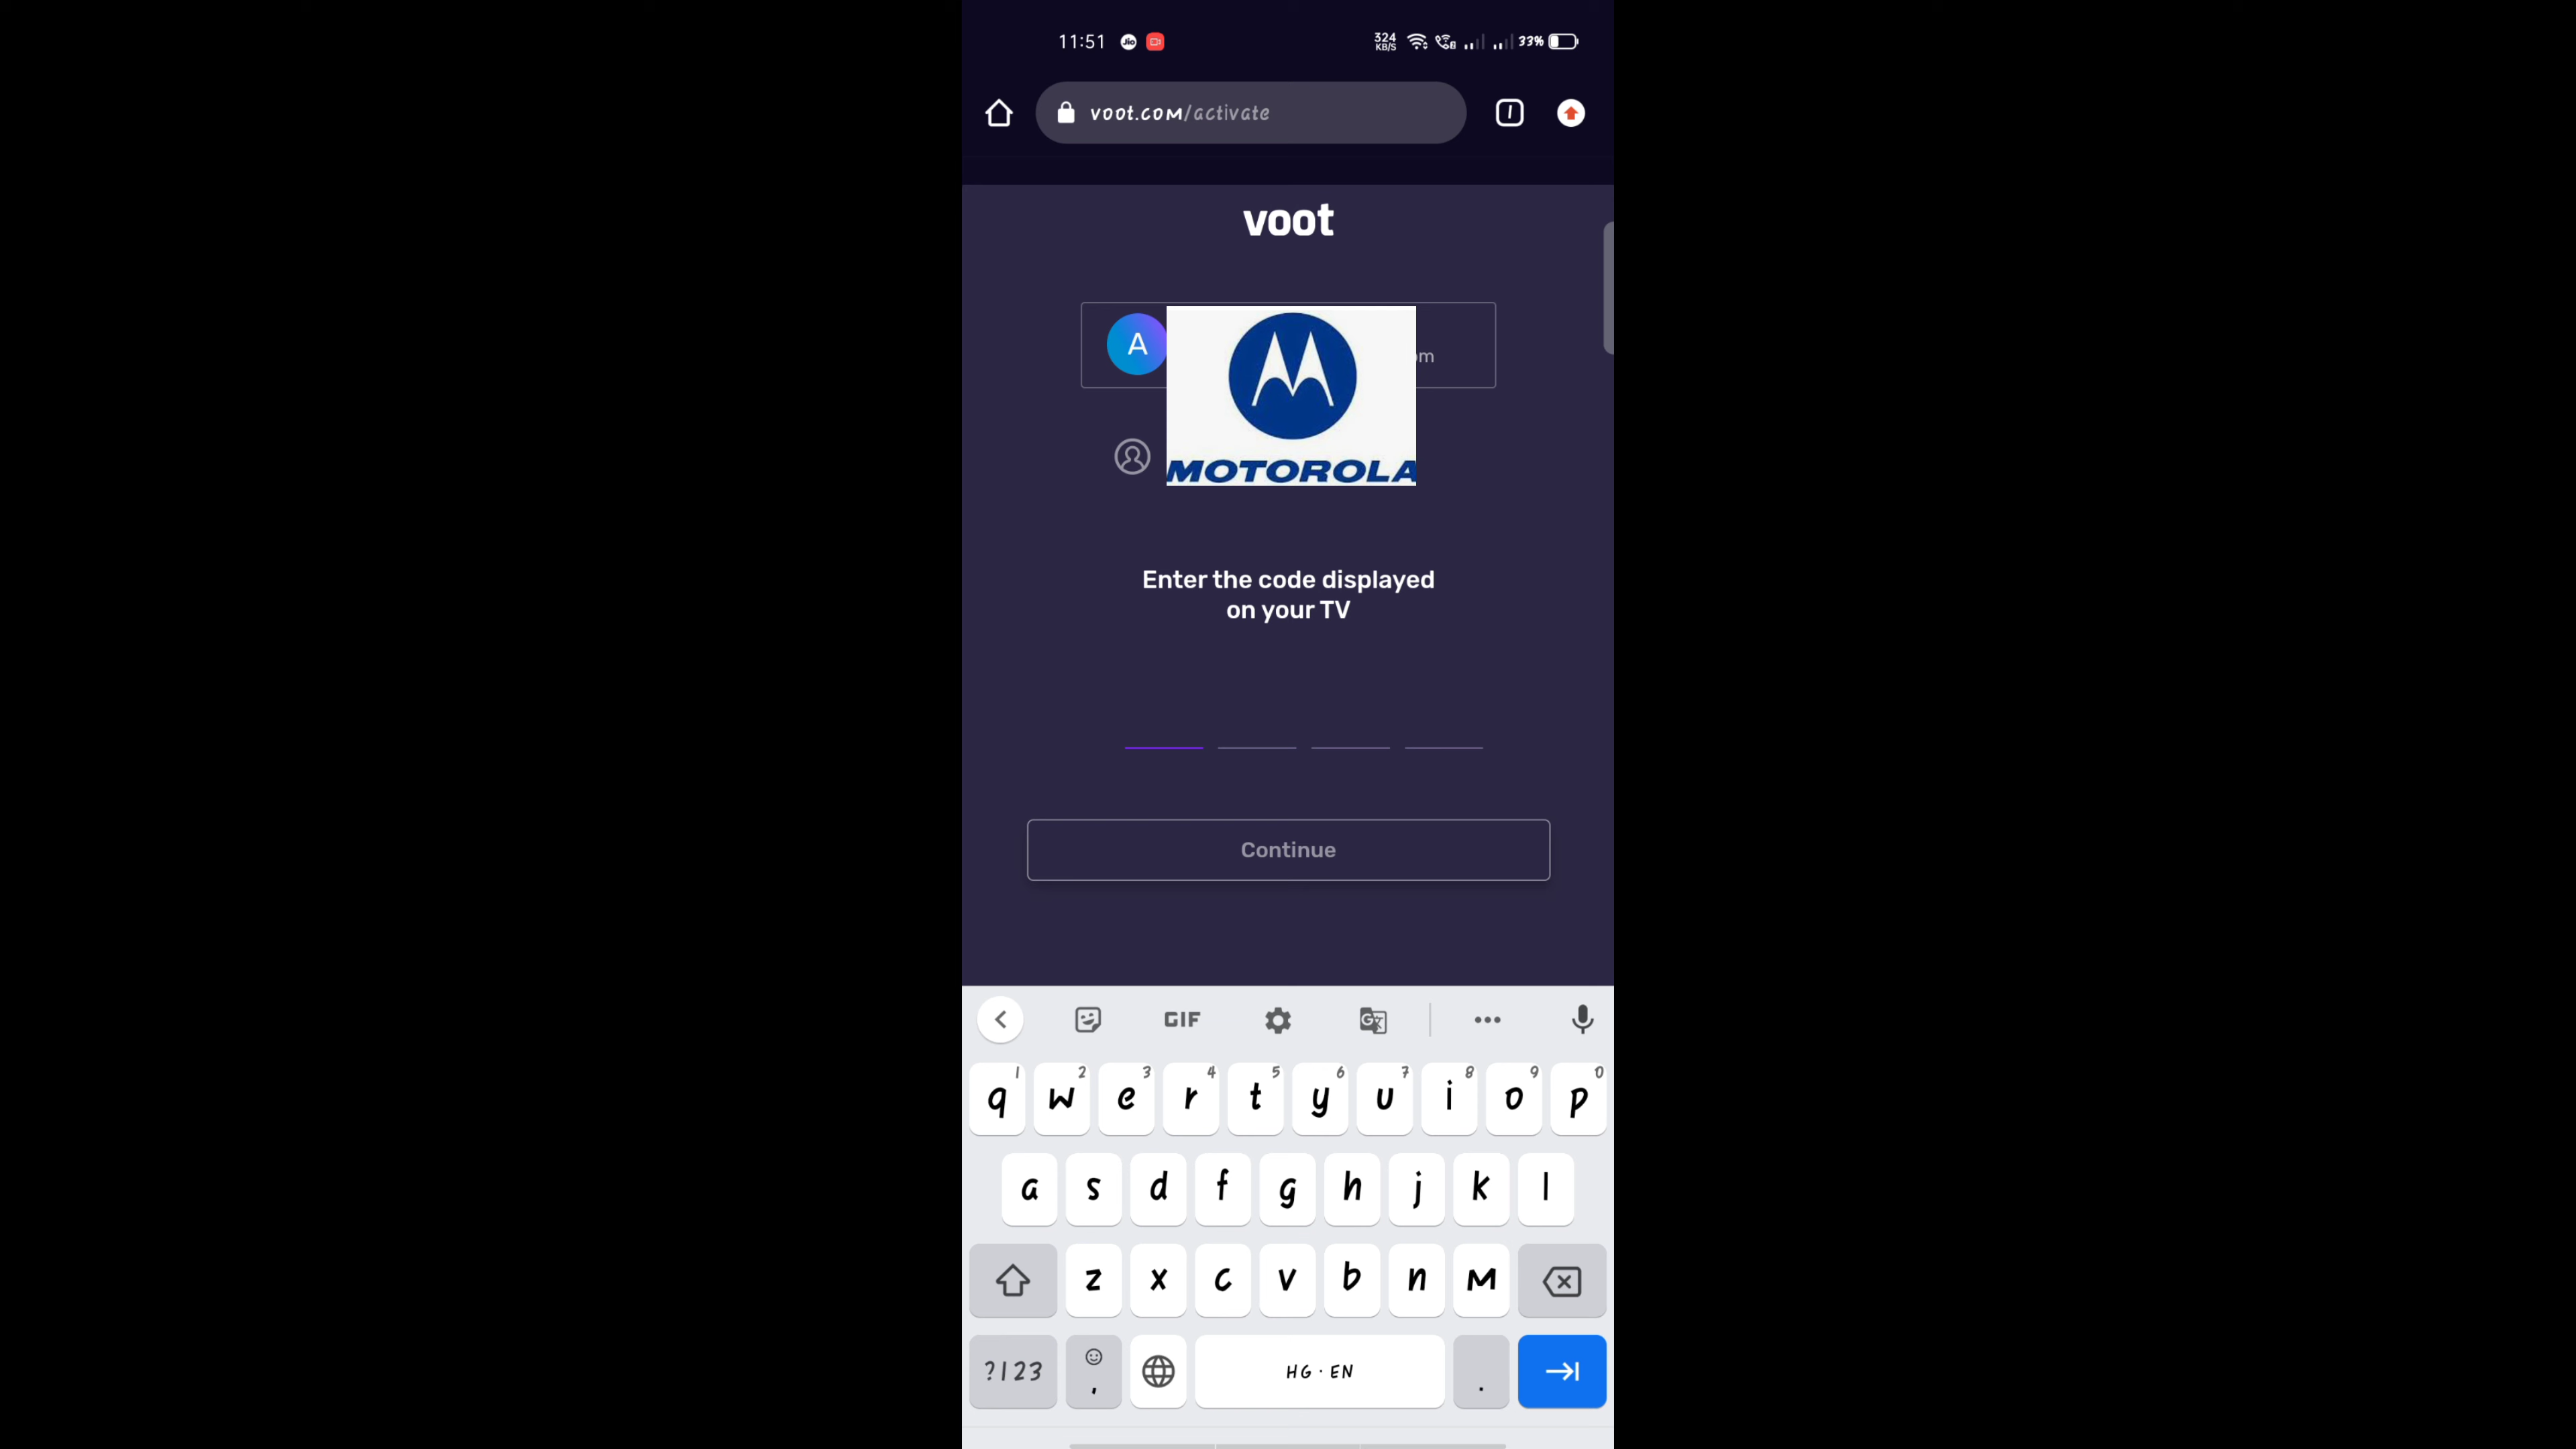 11:51 Jio 324 KB/S 33%
voot.com/activate
voot
A
MOTOROLA
Enter the code displayed
on your TV
Continue
GIF
q 1 w 2 e 3 r 4 t 5 y 6 u 7 i 8 o 9 p 0
a s d f g h j k l
z x c v b n m
?123 , HG · EN .